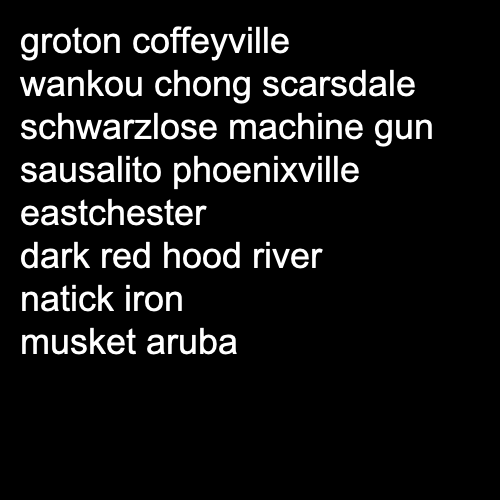 groton coffeyville
wankou chong scarsdale
schwarzlose machine gun
sausalito phoenixville
eastchester
dark red hood river
natick iron
musket aruba